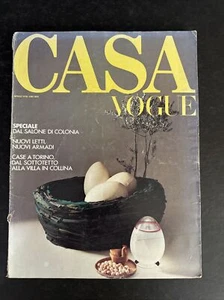 CASA
VOGUE
SPECIALE
DAL SALONE DI COLONIA
NUOVI LETTI,
NUOVI ARMADI
CASE A TORINO,
DAL SOTTOTETTO
ALLA VILLA IN COLLINA